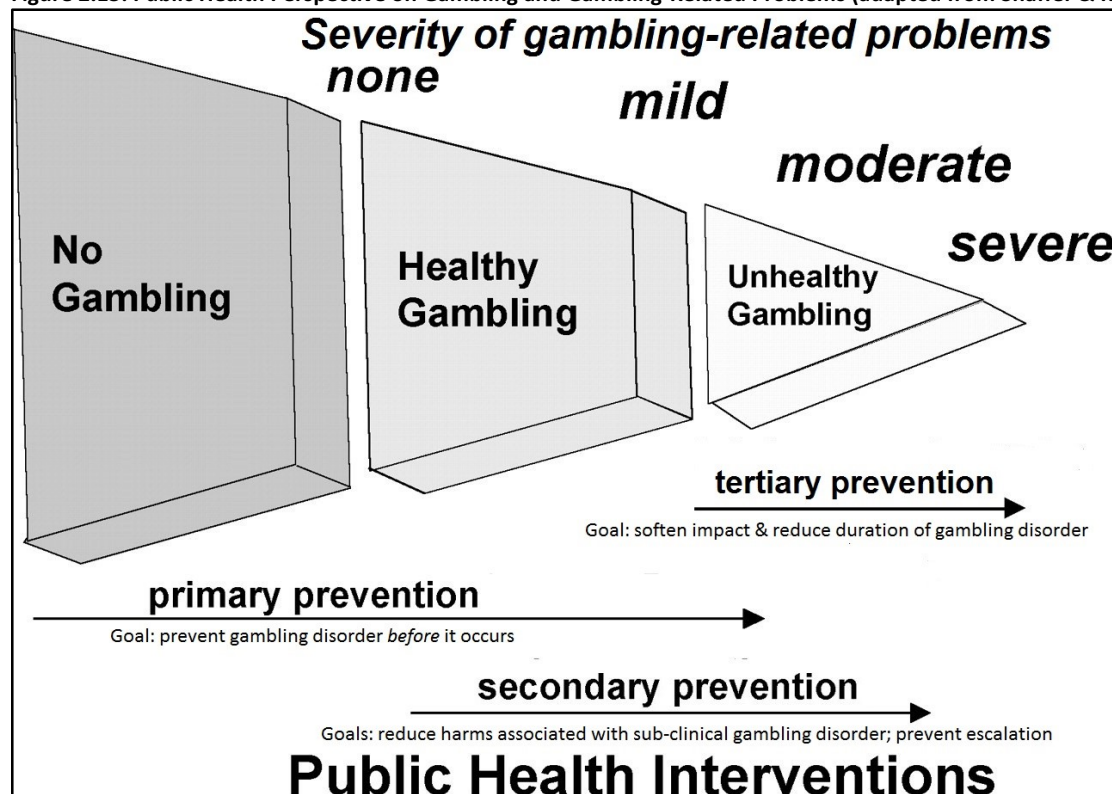 Severity of gambling-related problems
none
mild
moderate
severe
No
Gambling
Healthy
Gambling
Unhealthy
Gambling
tertiary prevention
Goal: soften impact & reduce duration of gambling disorder
primary prevention
Goal: prevent gambling disorder before it occurs
secondary prevention
Goals: reduce harms associated with sub-clinical gambling disorder; prevent escalation
Public Health Interventions